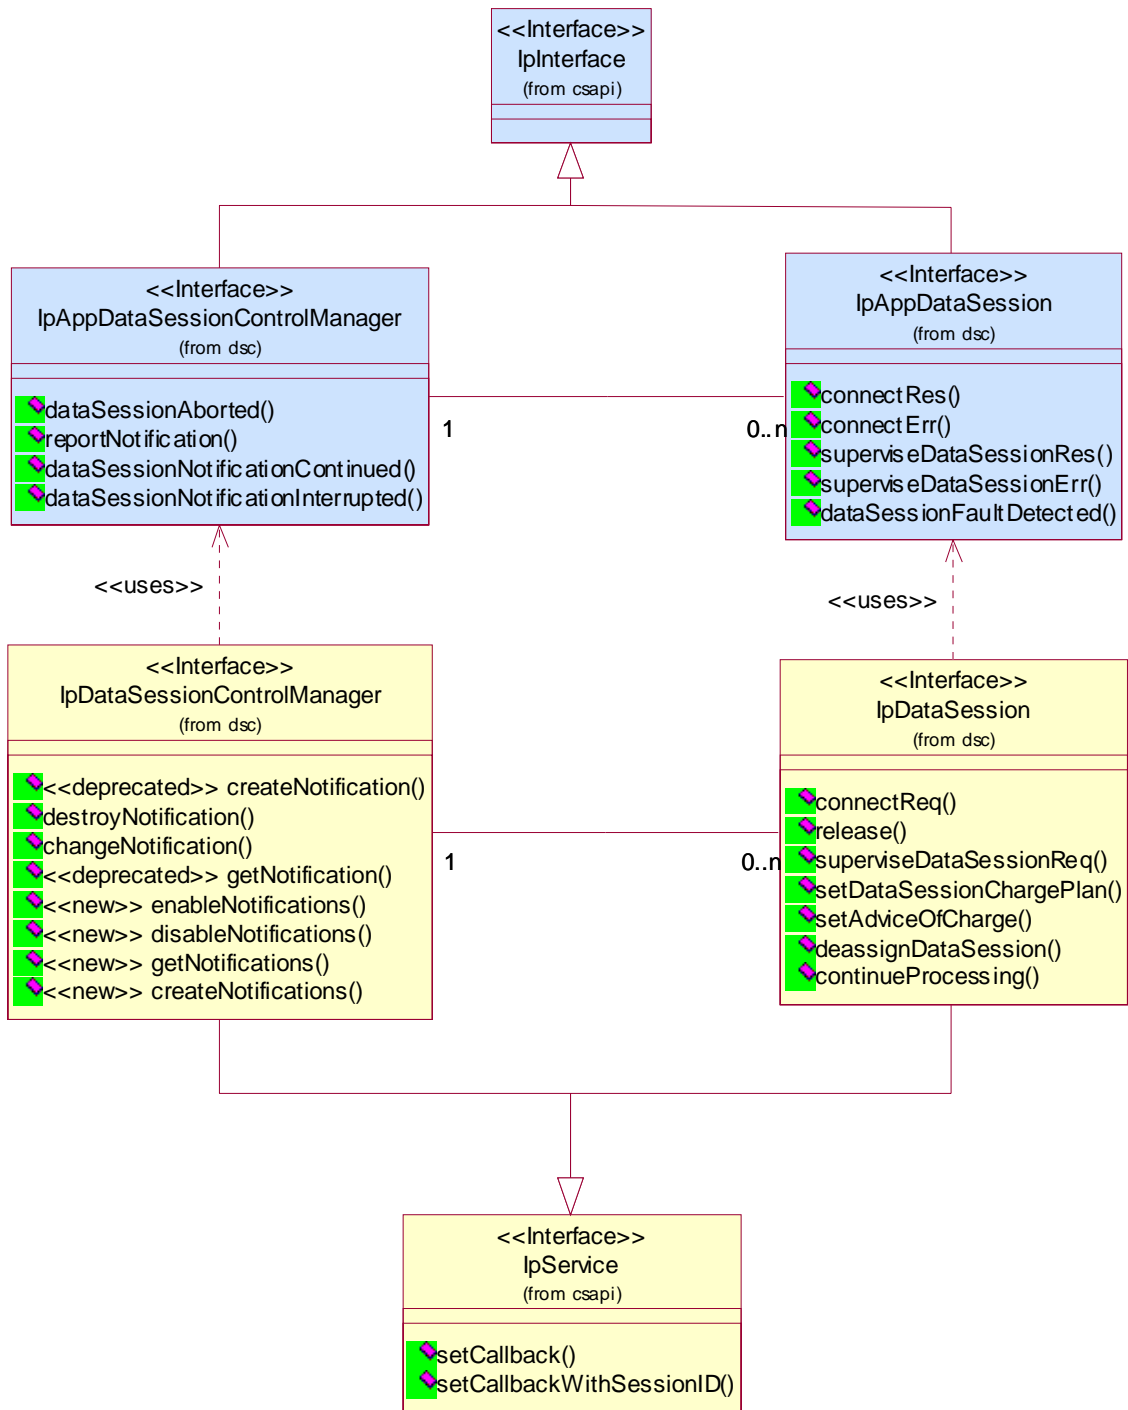 <<Interface>>
IpInterface
(from csapi)
<<Interface>>
IpAppDataSessionControlManager
(from dsc)
dataSessionAborted()
reportNotification()
dataSessionNotificationContinued()
dataSessionNotificationInterrupted()
<<Interface>>
IpAppDataSession
(from dsc)
connectRes()
connectErr()
superviseDataSessionRes()
superviseDataSessionErr()
dataSessionFaultDetected()
1
0..n
<<uses>>
<<uses>>
<<Interface>>
IpDataSessionControlManager
(from dsc)
<<deprecated>> createNotification()
destroyNotification()
changeNotification()
<<deprecated>> getNotification()
<<new>> enableNotifications()
<<new>> disableNotifications()
<<new>> getNotifications()
<<new>> createNotifications()
<<Interface>>
IpDataSession
(from dsc)
connectReq()
release()
superviseDataSessionReq()
setDataSessionChargePlan()
setAdviceOfCharge()
deassignDataSession()
continueProcessing()
1
0..n
<<Interface>>
IpService
(from csapi)
setCallback()
setCallbackWithSessionID()